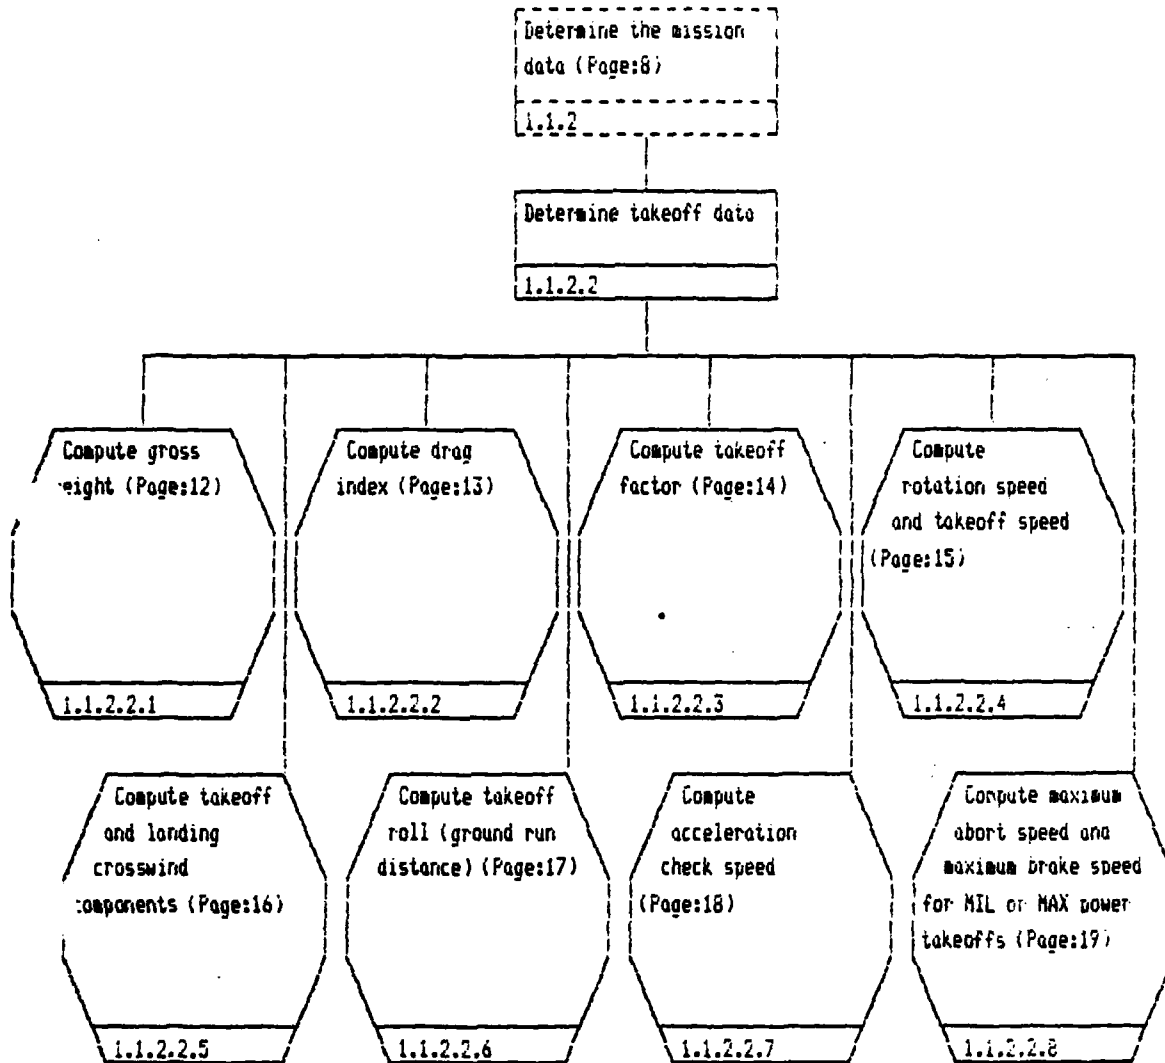 Determine the mission
data (Page:8)
1.1.2
Determine takeoff data
1.1.2.2
Compute gross
eight (Page:12)
1.1.2.2.1
Compute drag
index (Page:13)
1.1.2.2.2
Compute takeoff
factor (Page:14)
1.1.2.2.3
Compute
rotation speed
and takeoff speed
(Page:15)
1.1.2.2.4
Compute takeoff
and landing
crosswind
components (Page:16)
1.1.2.2.5
Compute takeoff
roll (ground run
distance) (Page:17)
1.1.2.2.6
Compute
acceleration
check speed
(Page:18)
1.1.2.2.7
Compute maximum
abort speed and
maximum brake speed
for MIL or MAX power
takeoffs (Page:19)
1.1.2.2.8